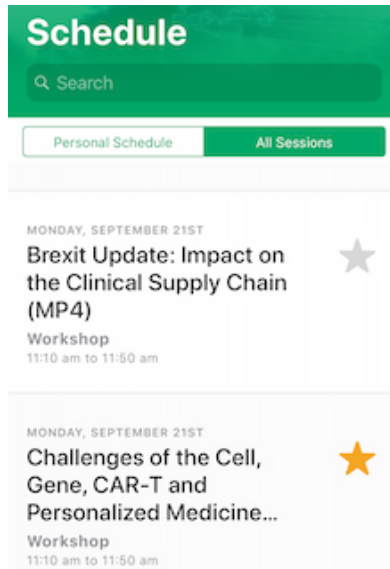 Schedule
Search
Personal Schedule
All Sessions
MONDAY, SEPTEMBER 21ST
Brexit Update: Impact on
the Clinical Supply Chain
(MP4)
Workshop
11:10 am to 11:50 am
MONDAY, SEPTEMBER 21ST
Challenges of the Cell,
Gene, CAR-T and
Personalized Medicine...
Workshop
11:10 am to 11:50 am